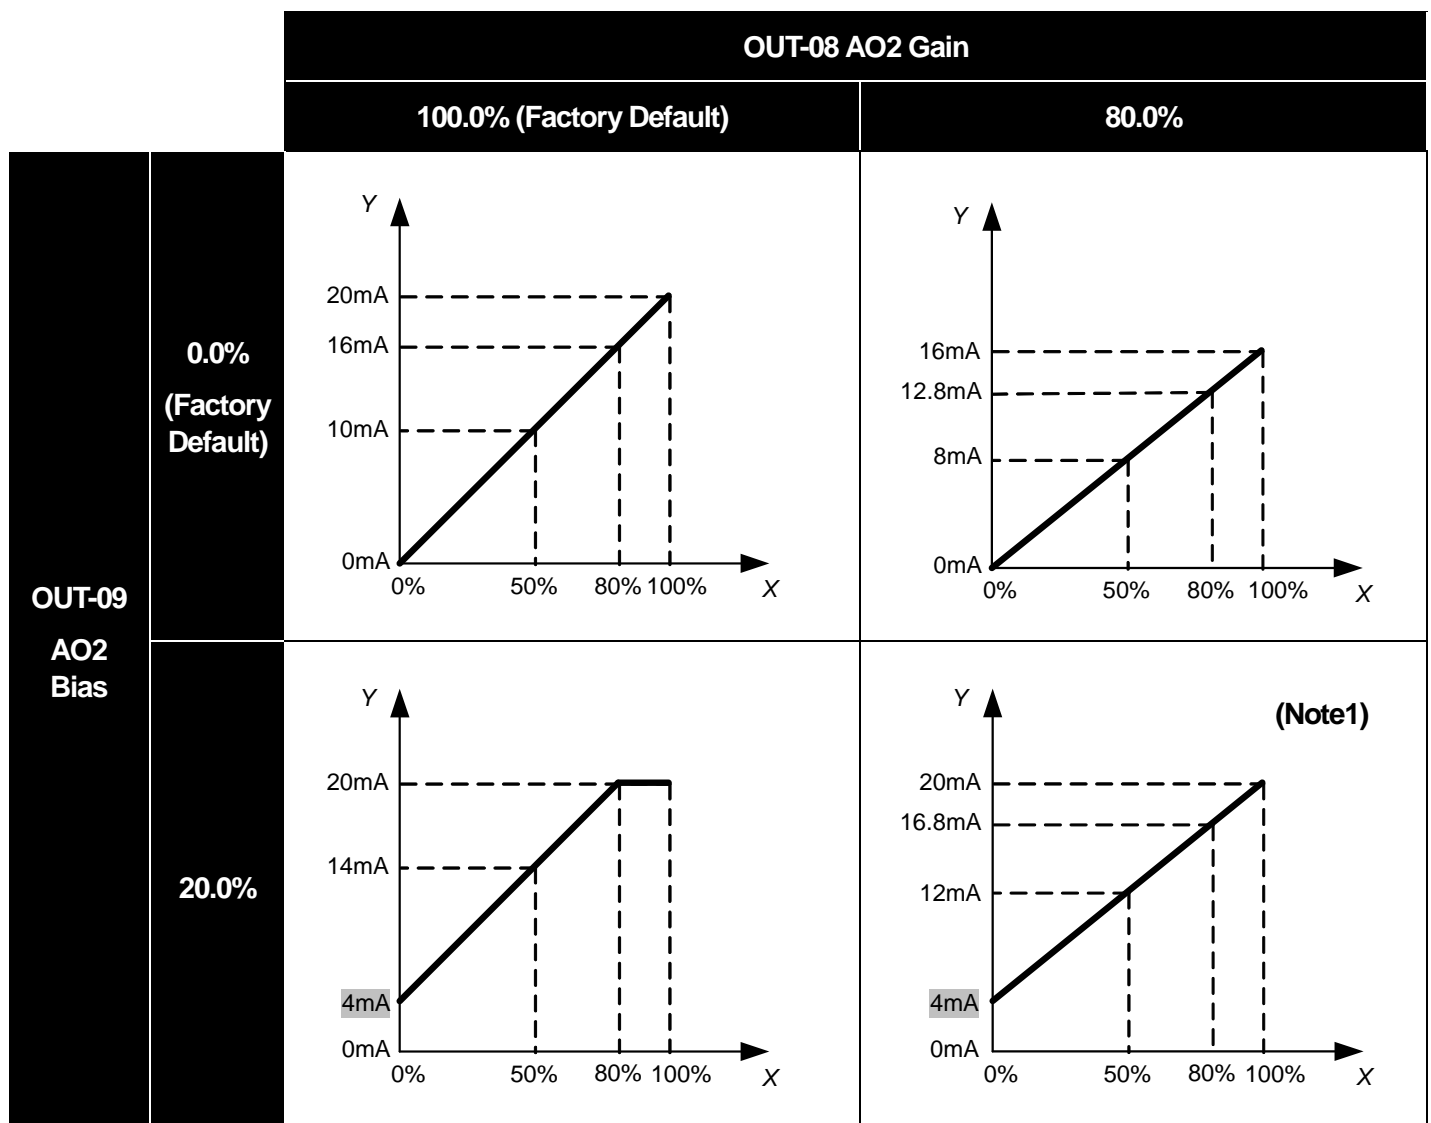 OUT-08 AO2 Gain
100.0% (Factory Default)
80.0%
OUT-09
AO2
Bias
0.0%
(Factory
Default)
Y
20mA
16mA
10mA
0mA
0%
50%
80%
100%
X
Y
16mA
12.8mA
8mA
0mA
0%
50%
80%
100%
X
20.0%
Y
20mA
14mA
4mA
0mA
0%
50%
80%
100%
X
(Note1)
Y
20mA
16.8mA
12mA
4mA
0mA
0%
50%
80%
100%
X